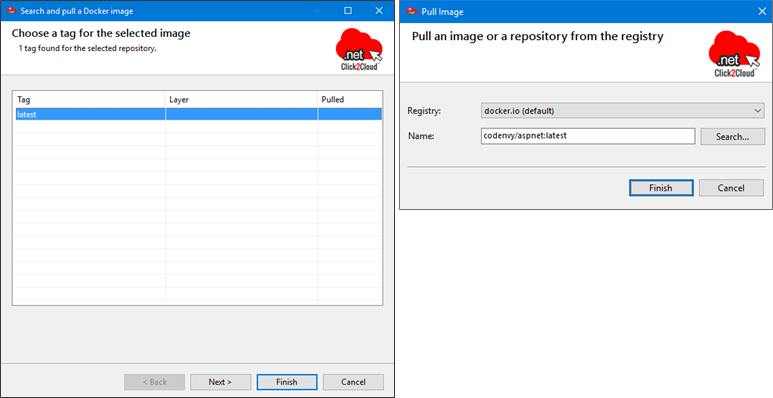 Search and pull a Docker image
Choose a tag for the selected image
1 tag found for the selected repository.
.net
Click2Cloud
Tag Layer Pulled
latest
< Back Next > Finish Cancel
Pull Image
Pull an image or a repository from the registry
.net
Click2Cloud
Registry: docker.io (default)
Name: codenvy/aspnet:latest Search...
Finish Cancel